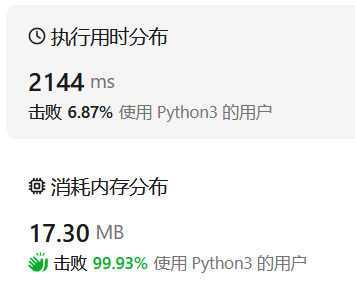 执行用时分布
2144 ms
击败 6.87% 使用 Python3 的用户
消耗内存分布
17.30 MB
击败 99.93% 使用 Python3 的用户